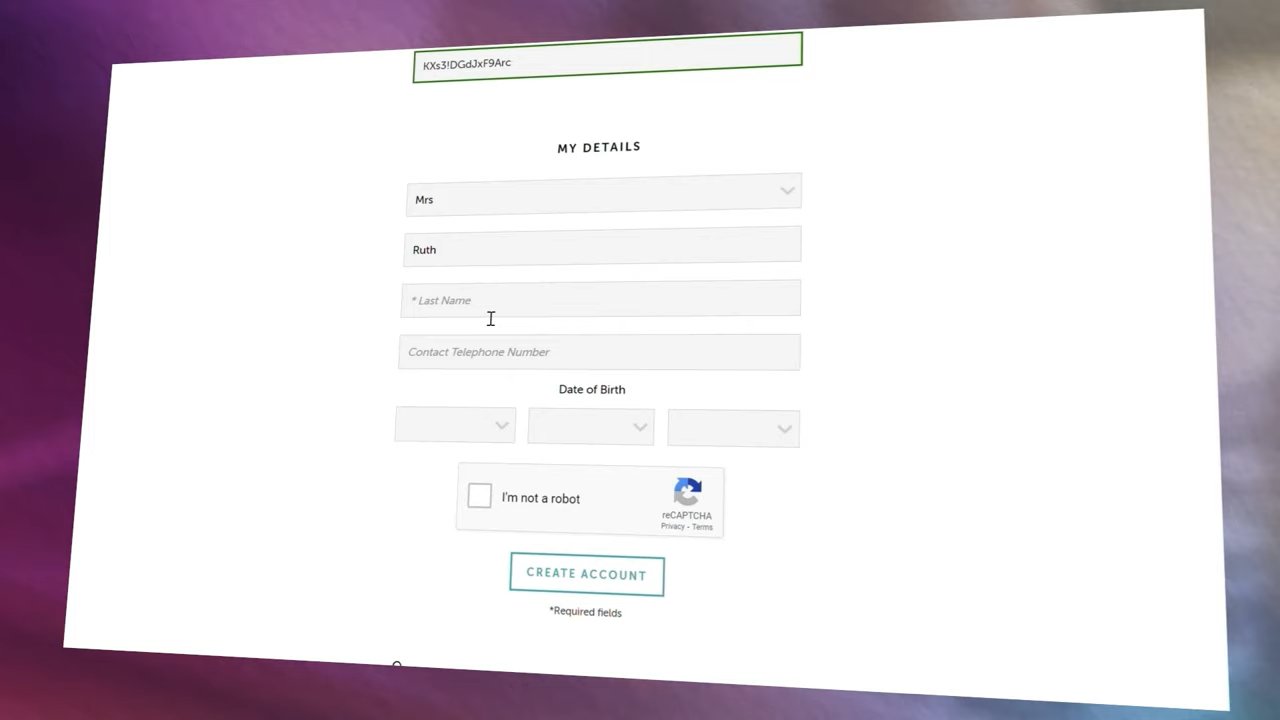 KXs3!DGdJxF9Arc
MY DETAILS
Mrs
Ruth
* Last Name
Contact Telephone Number
Date of Birth
I'm not a robot
reCAPTCHA
Privacy - Terms
CREATE ACCOUNT
*Required fields